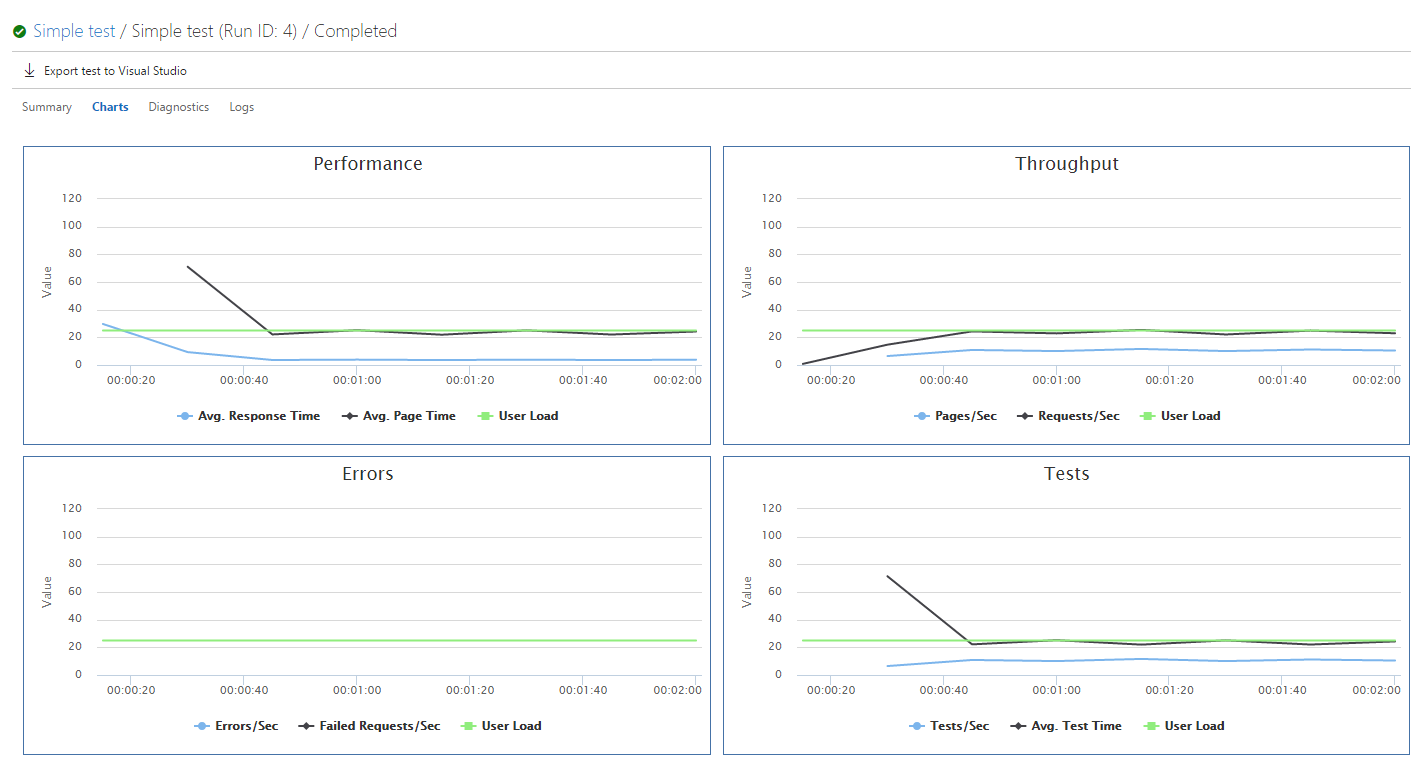 Simple test / Simple test (Run ID: 4) / Completed
Export test to Visual Studio
Summary Charts Diagnostics Logs
Performance
120
100
80
60
40
20
0
Value
00:00:20 00:00:40 00:01:00 00:01:20 00:01:40 00:02:00
Avg. Response Time Avg. Page Time User Load
Throughput
120
100
80
60
40
20
0
Value
00:00:20 00:00:40 00:01:00 00:01:20 00:01:40 00:02:00
Pages/Sec Requests/Sec User Load
Errors
120
100
80
60
40
20
0
Value
00:00:20 00:00:40 00:01:00 00:01:20 00:01:40 00:02:00
Errors/Sec Failed Requests/Sec User Load
Tests
120
100
80
60
40
20
0
Value
00:00:20 00:00:40 00:01:00 00:01:20 00:01:40 00:02:00
Tests/Sec Avg. Test Time User Load